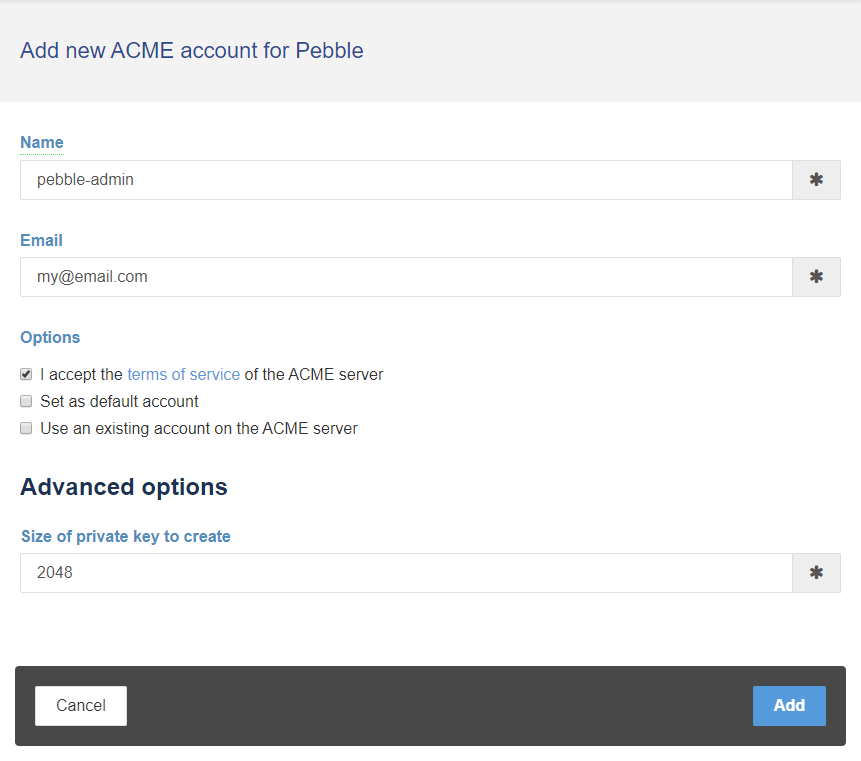 Add new ACME account for Pebble
Name
pebble-admin
Email
my@email.com
Options
I accept the terms of service of the ACME server
Set as default account
Use an existing account on the ACME server
Advanced options
Size of private key to create
2048
Cancel
Add